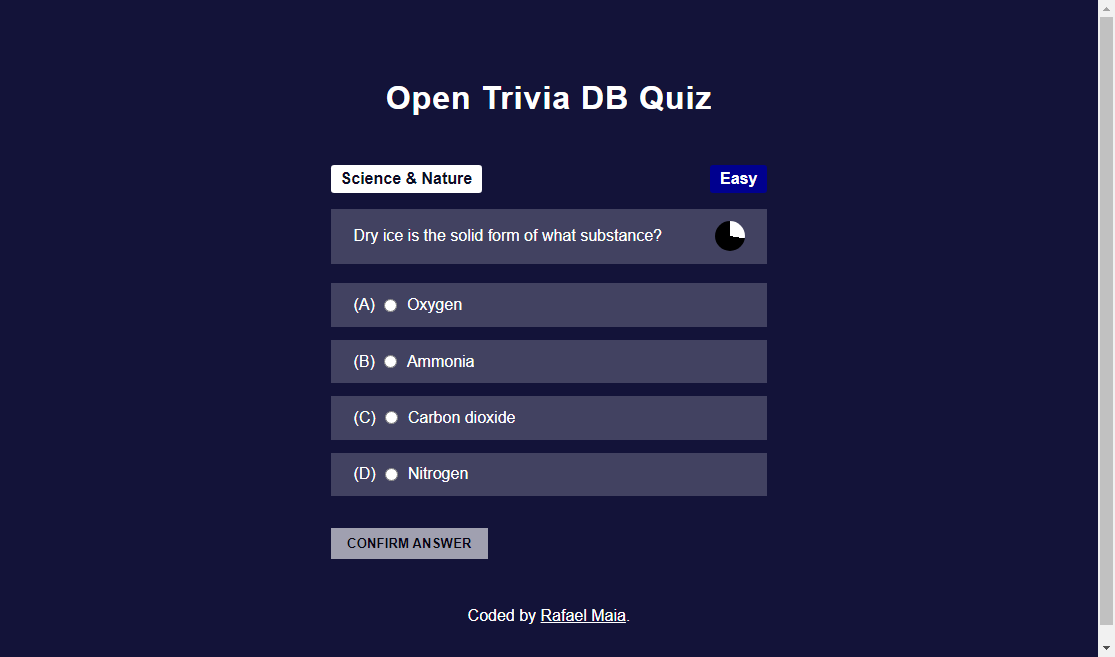 Open Trivia DB Quiz
Science & Nature
Easy
Dry ice is the solid form of what substance?
(A) Oxygen
(B) Ammonia
(C) Carbon dioxide
(D) Nitrogen
CONFIRM ANSWER
Coded by Rafael Maia.